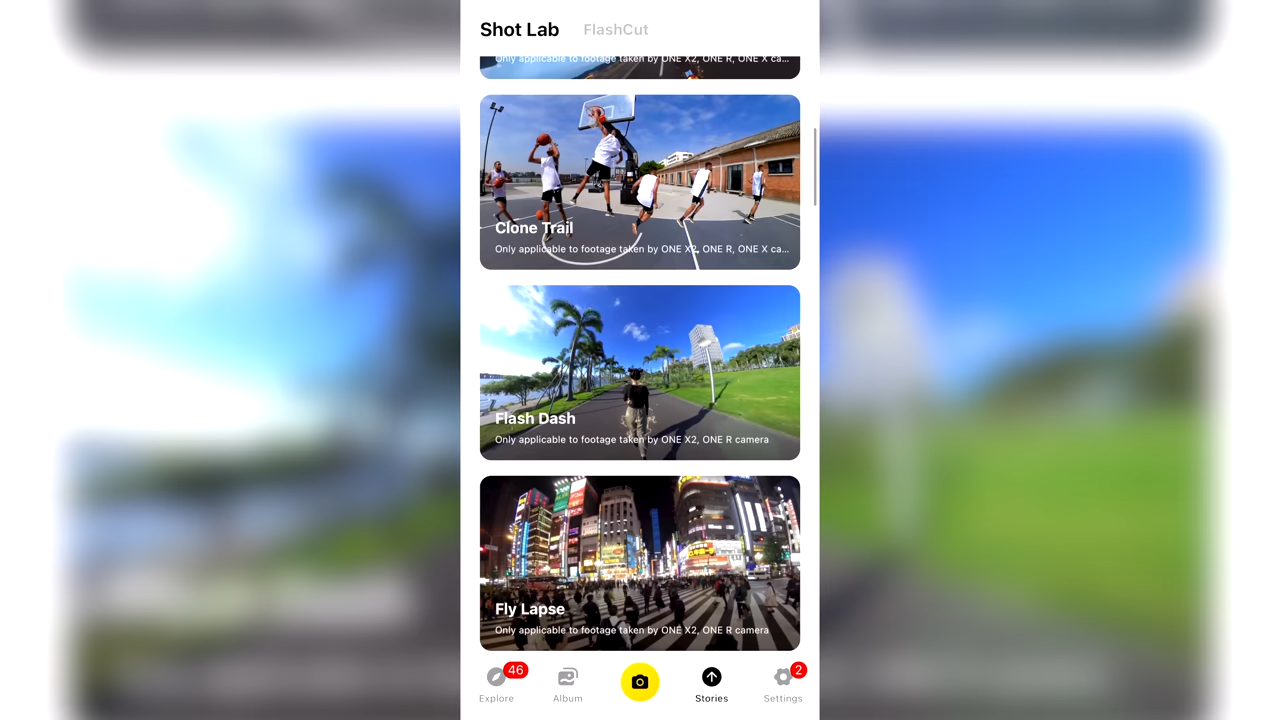 Shot Lab FlashCut
Only applicable to footage taken by ONE X2, ONE R, ONE X ca...
Clone Trail
Only applicable to footage taken by ONE X2, ONE R, ONE X ca...
Flash Dash
Only applicable to footage taken by ONE X2, ONE R camera
Fly Lapse
Only applicable to footage taken by ONE X2, ONE R camera
46 2
Explore Album Stories Settings